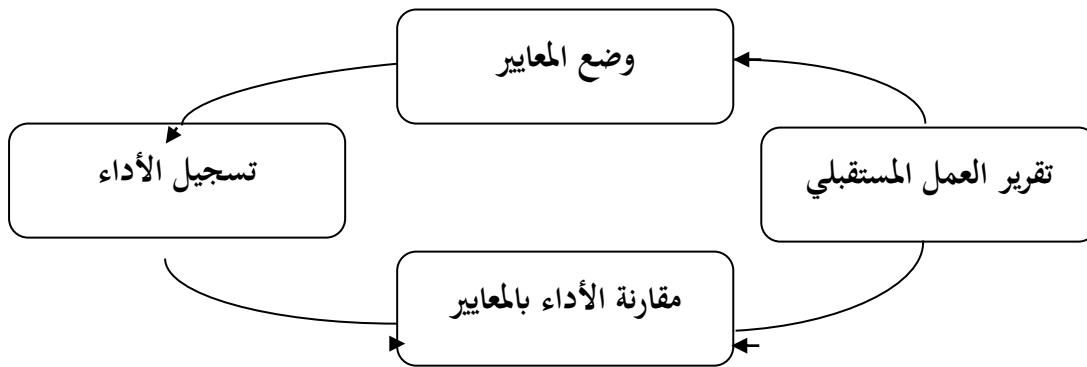 وضع المعايير
تقرير العمل المستقبلي
تسجيل الأداء
مقارنة الأداء بالمعايير